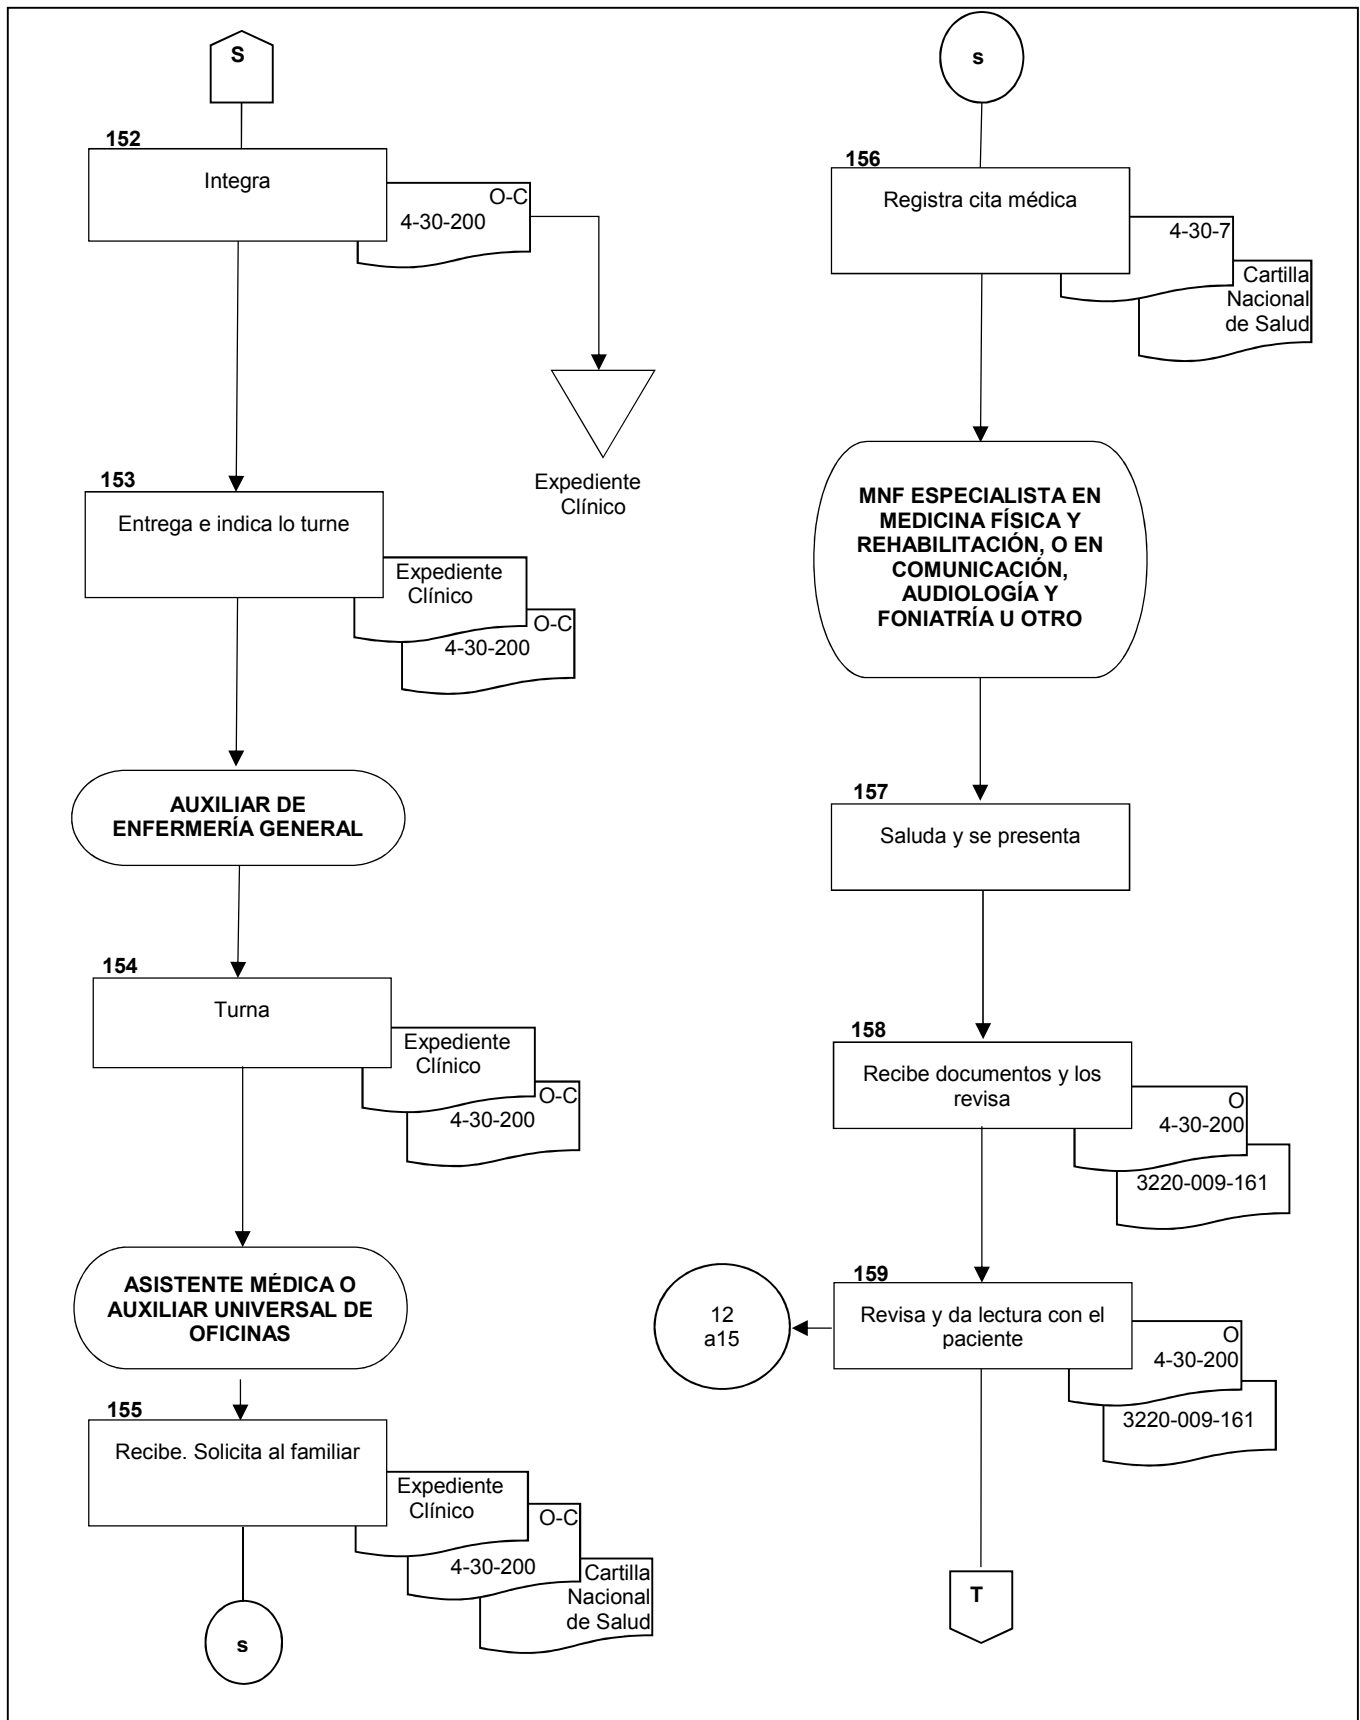 S
152
Integra
O-C
4-30-200
Expediente
Clínico
153
Entrega e indica lo turne
Expediente
Clínico
O-C
4-30-200
AUXILIAR DE
ENFERMERÍA GENERAL
154
Turna
Expediente
Clínico
O-C
4-30-200
ASISTENTE MÉDICA O
AUXILIAR UNIVERSAL DE
OFICINAS
155
Recibe. Solicita al familiar
Expediente
Clínico
O-C
4-30-200
Cartilla
Nacional
de Salud
s
s
156
Registra cita médica
4-30-7
Cartilla
Nacional
de Salud
MNF ESPECIALISTA EN
MEDICINA FÍSICA Y
REHABILITACIÓN, O EN
COMUNICACIÓN,
AUDIOLOGÍA Y
FONIATRÍA U OTRO
157
Saluda y se presenta
158
Recibe documentos y los
revisa
O
4-30-200
3220-009-161
159
Revisa y da lectura con el
paciente
12
a15
O
4-30-200
3220-009-161
T